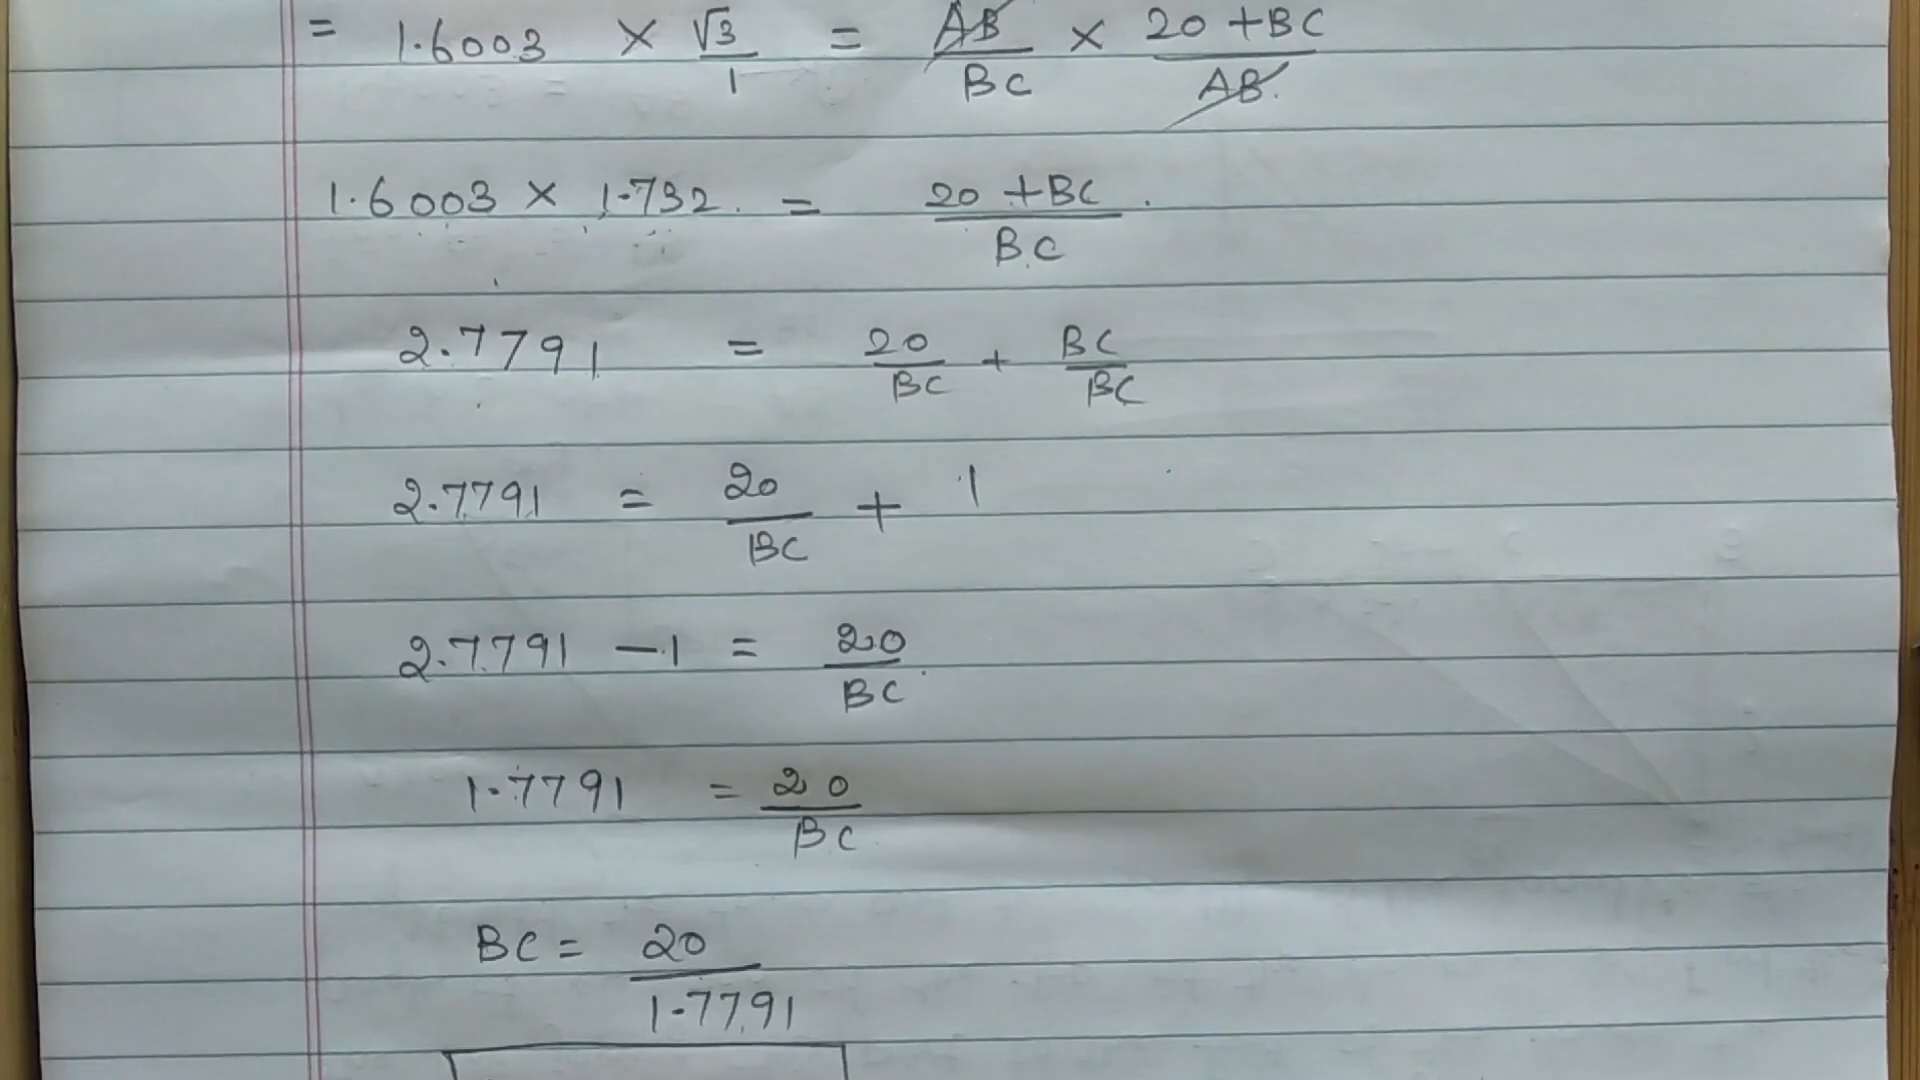 = 1.6003 × √3/1 = AB/BC × 20+BC/AB.
1.6003 × 1.732. = 20+BC/BC.
2.7791 = 20/BC + BC/BC
2.7791 = 20/BC + 1
2.7791 - 1 = 20/BC.
1.7791 = 20/BC
BC = 20/1.7791